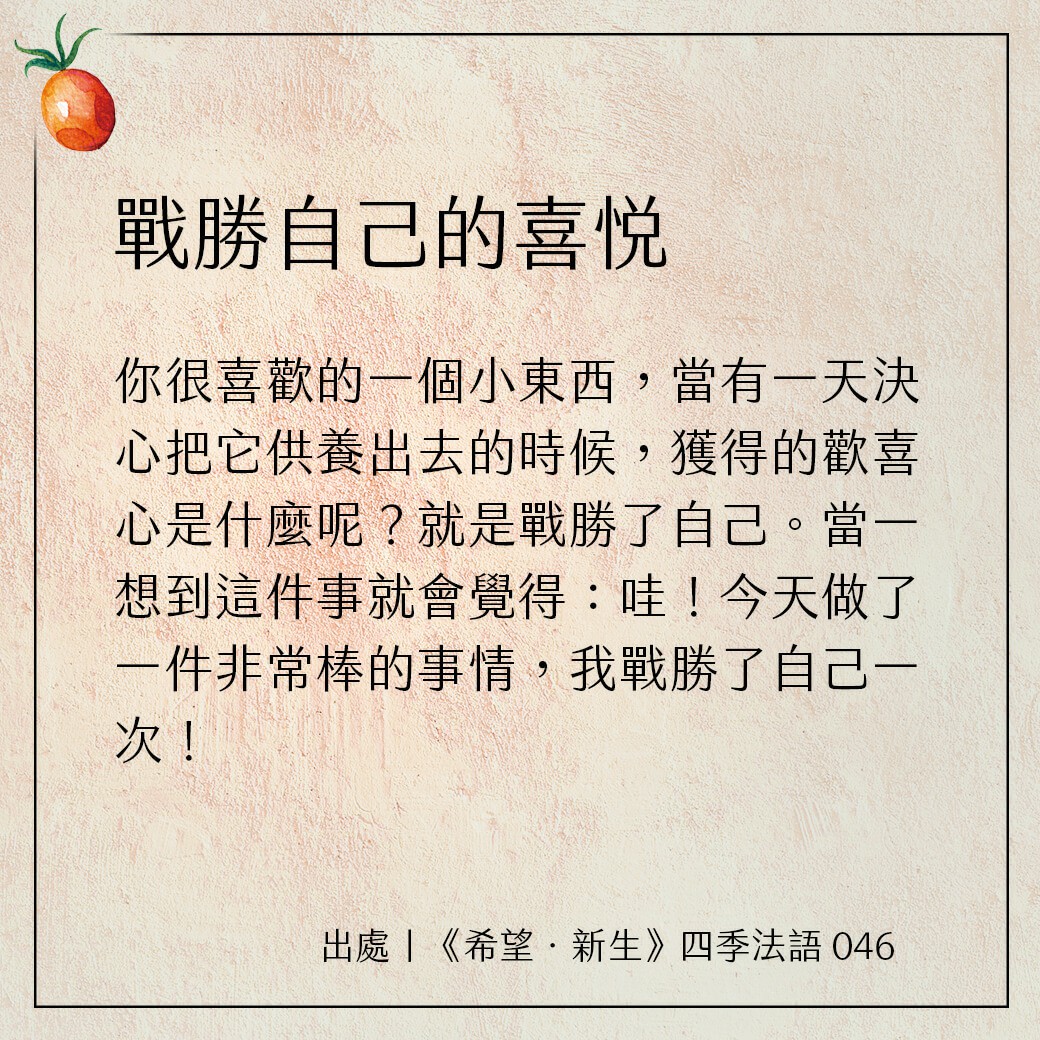 戰勝自己的喜悅
你很喜歡的一個小東西，當有一天決
心把它供養出去的時候，獲得的歡喜
心是什麼呢？就是戰勝了自己。當一
想到這件事就會覺得：哇！今天做了
一件非常棒的事情，我戰勝了自己一
次！
出處｜《希望．新生》四季法語 046